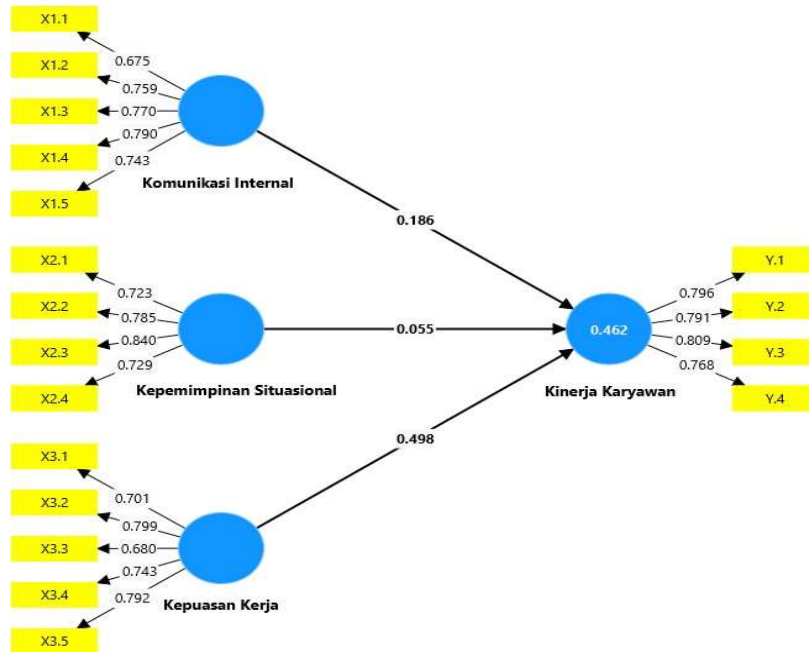 X1.1
0.675
X1.2
0.759
X1.3
0.770
X1.4
0.790
X1.5
0.743
Komunikasi Internal
0.186
X2.1
0.723
X2.2
0.785
X2.3
0.840
X2.4
0.729
Kepemimpinan Situasional
0.055
X3.1
0.701
X3.2
0.799
X3.3
0.680
X3.4
0.743
X3.5
0.792
Kepuasan Kerja
0.498
0.462
Kinerja Karyawan
Y.1
0.796
Y.2
0.791
Y.3
0.809
Y.4
0.768